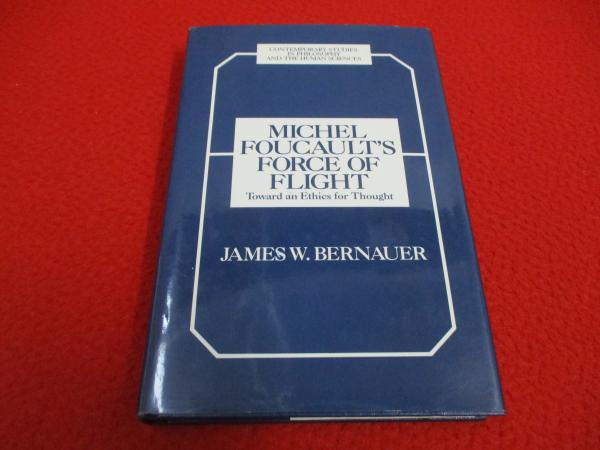 CONTEMPORARY STUDIES
IN PHILOSOPHY
AND THE HUMAN SCIENCES
MICHEL
FOUCAULT'S
FORCE OF
FLIGHT
Toward an Ethics for Thought
JAMES W. BERNAUER